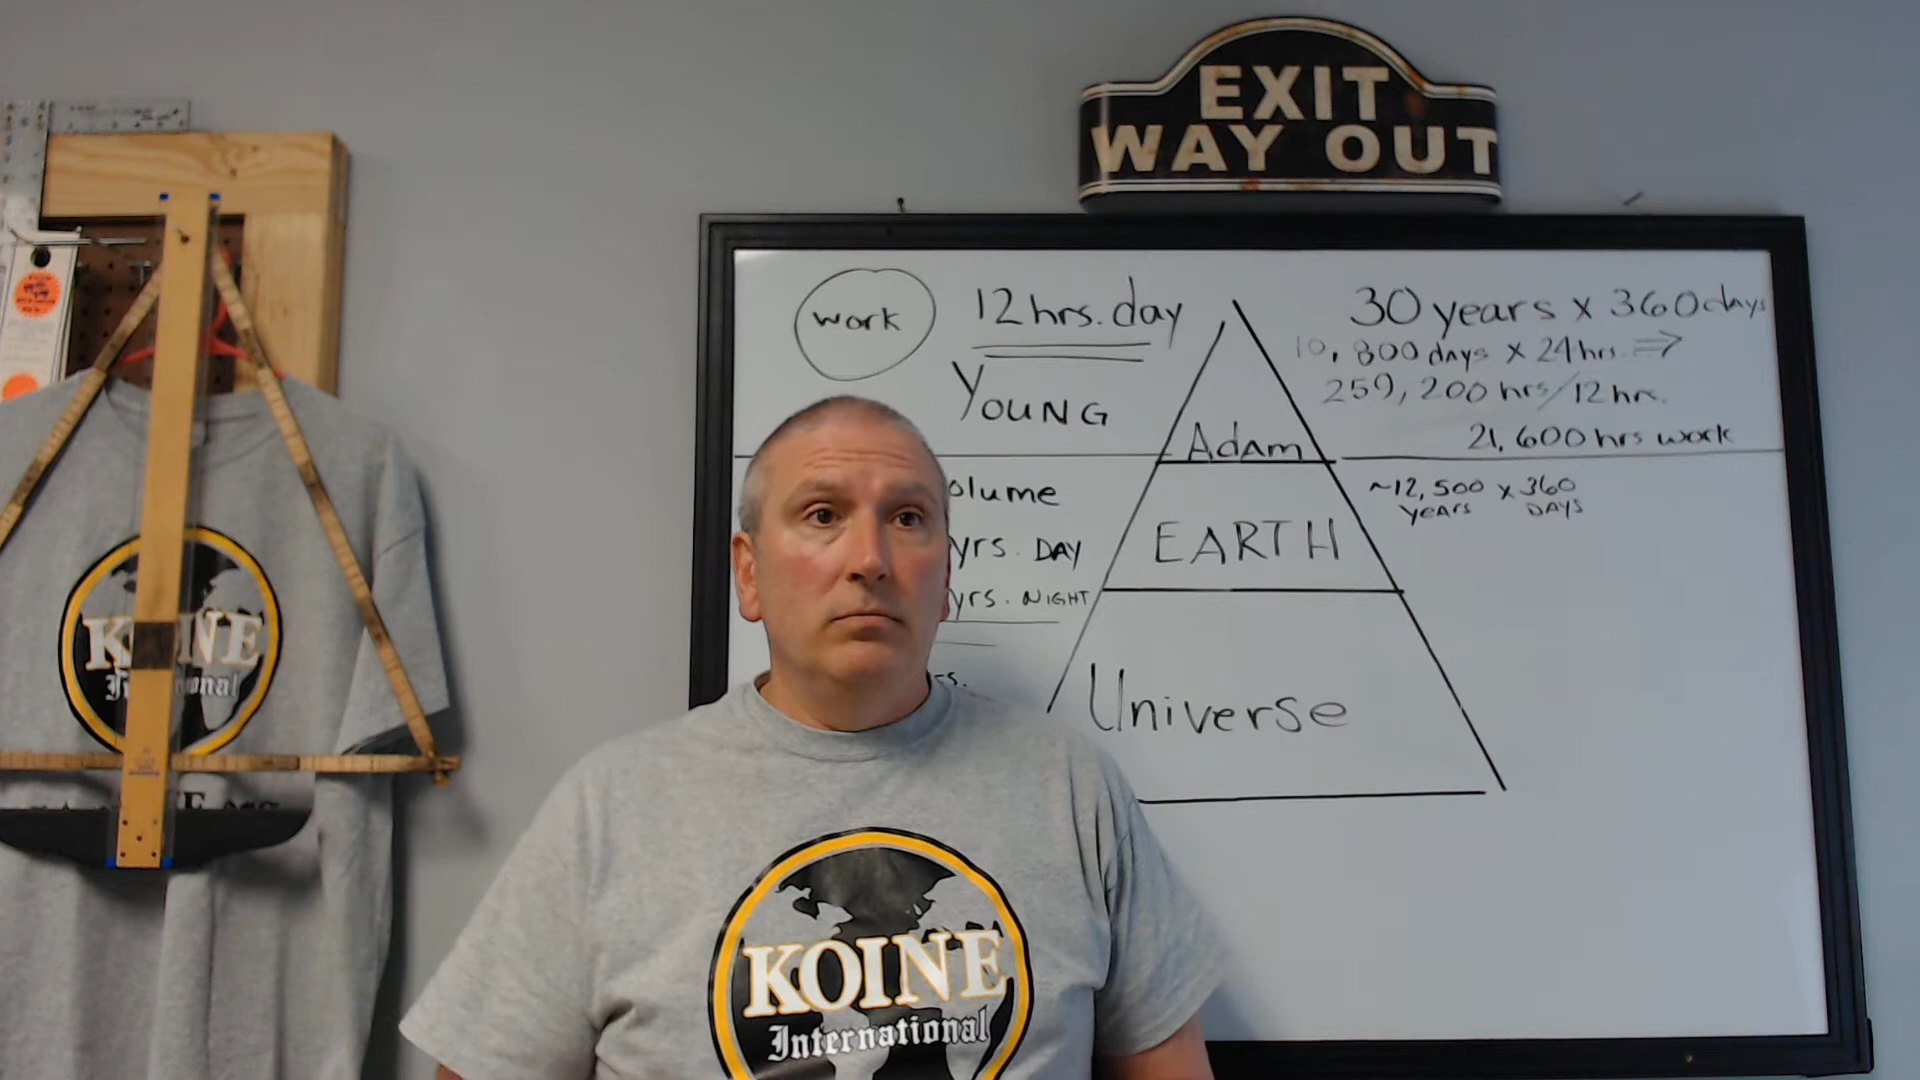 EXIT
WAY OUT
work
12 hrs. day
YOUNG
30 years x 360 days
10,800 days x 24 hrs. ⇒
259,200 hrs/12 hr.
21,600 hrs work
Adam
olume
yrs. DAY
yrs. NIGHT
rs.
EARTH
~12,500 x 360
years DAYS
Universe
KOINE
International
KOINE
International